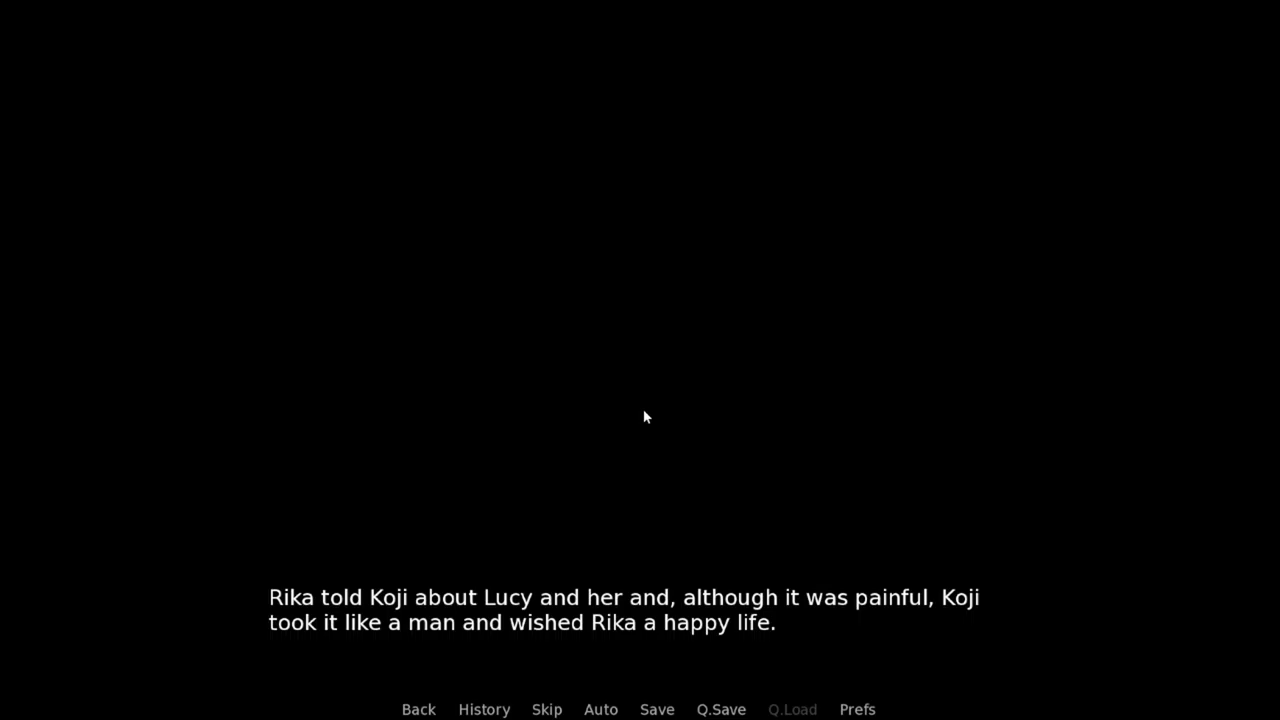 Rika told Koji about Lucy and her and, although it was painful, Koji
took it like a man and wished Rika a happy life.
Back History Skip Auto Save Q.Save Q.Load Prefs